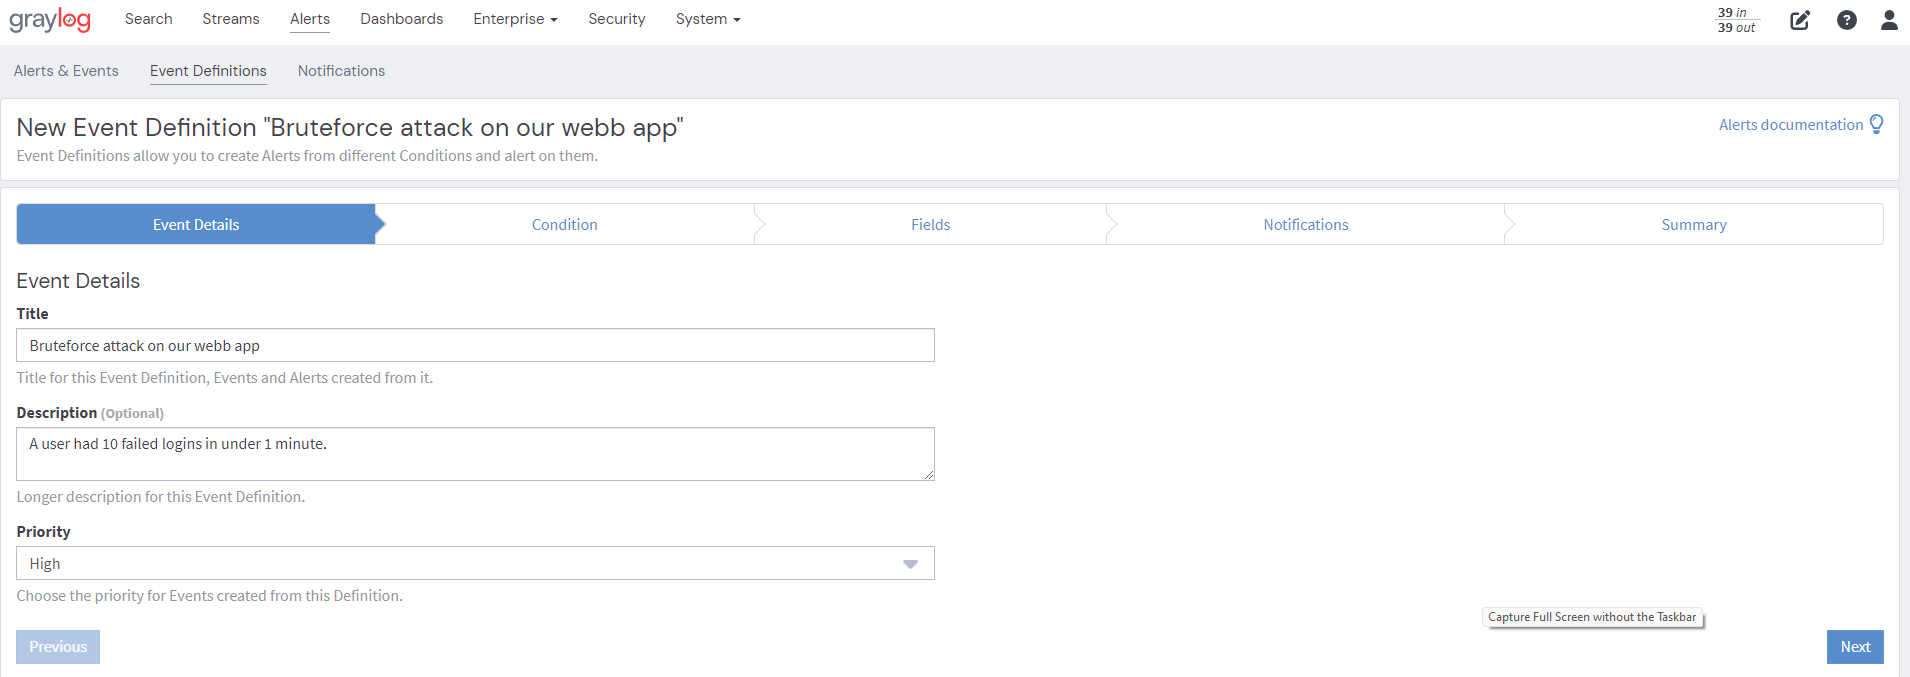 graylog Search Streams Alerts Dashboards Enterprise Security System
39 in
39 out
?
Alerts & Events Event Definitions Notifications
New Event Definition "Bruteforce attack on our webb app"
Alerts documentation
Event Definitions allow you to create Alerts from different Conditions and alert on them.
Event Details Condition Fields Notifications Summary
Event Details
Title
Bruteforce attack on our webb app
Title for this Event Definition, Events and Alerts created from it.
Description (Optional)
A user had 10 failed logins in under 1 minute.
Longer description for this Event Definition.
Priority
High
Choose the priority for Events created from this Definition.
Capture Full Screen without the Taskbar
Previous Next